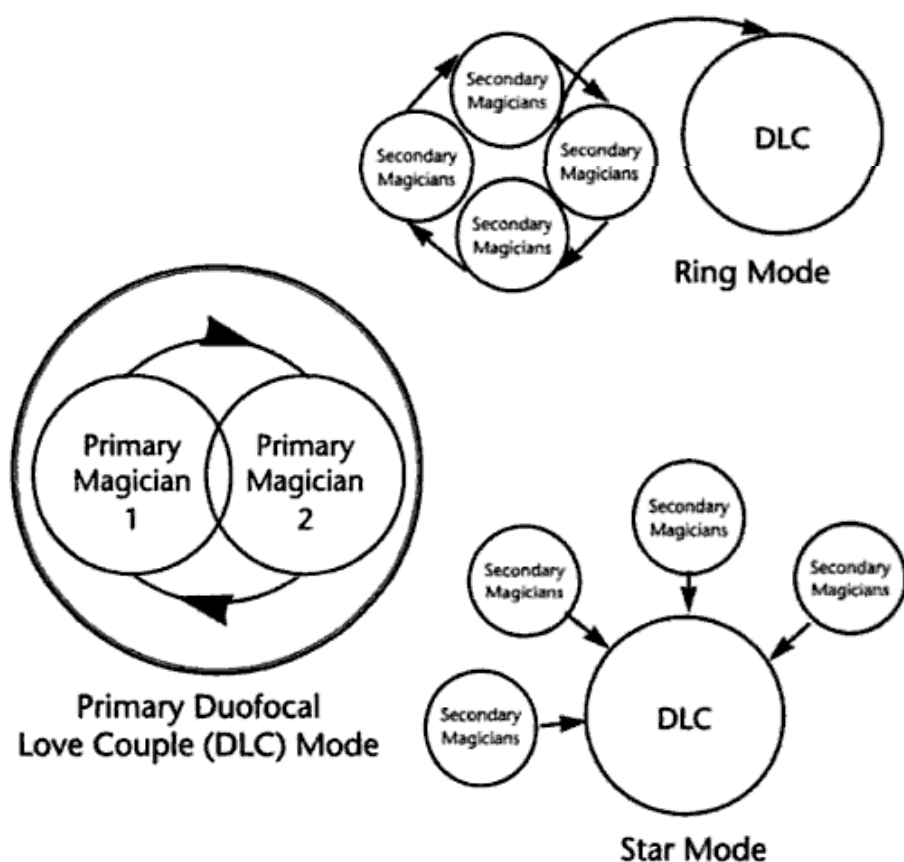 Secondary
Magicians
Secondary
Magicians
Secondary
Magicians
Secondary
Magicians
DLC
Ring Mode
Primary
Magician
1
Primary
Magician
2
Primary Duofocal
Love Couple (DLC) Mode
Secondary
Magicians
Secondary
Magicians
Secondary
Magicians
Secondary
Magicians
DLC
Star Mode